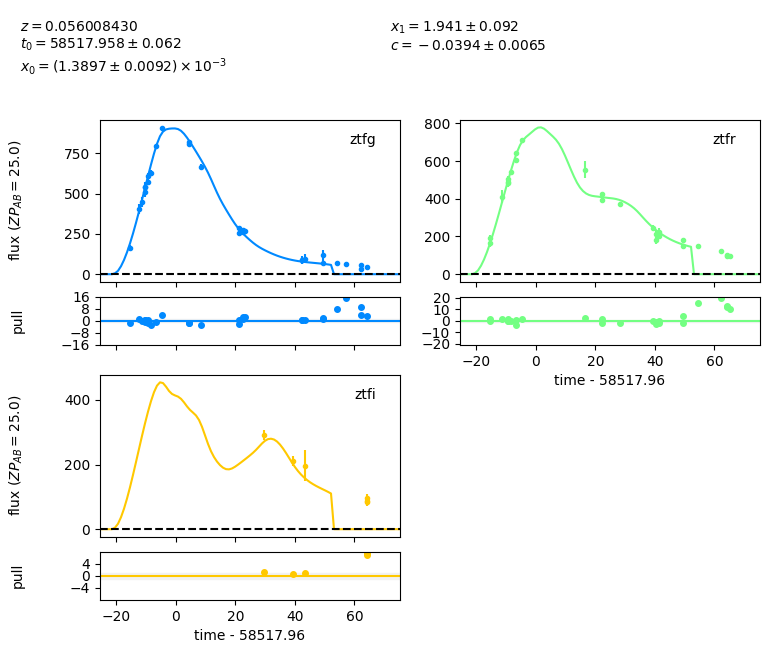 z = 0.056008430
t₀ = 58517.958 ± 0.062
x₀ = (1.3897 ± 0.0092) × 10⁻³
x₁ = 1.941 ± 0.092
c = −0.0394 ± 0.0065
flux (ZP_AB = 25.0)
750
500
250
0
ztfg
pull
16
8
0
−8
−16
800
600
400
200
0
ztfr
20
10
0
−10
−20
−20 0 20 40 60
time - 58517.96
flux (ZP_AB = 25.0)
400
200
0
ztfi
pull
4
0
−4
−20 0 20 40 60
time - 58517.96